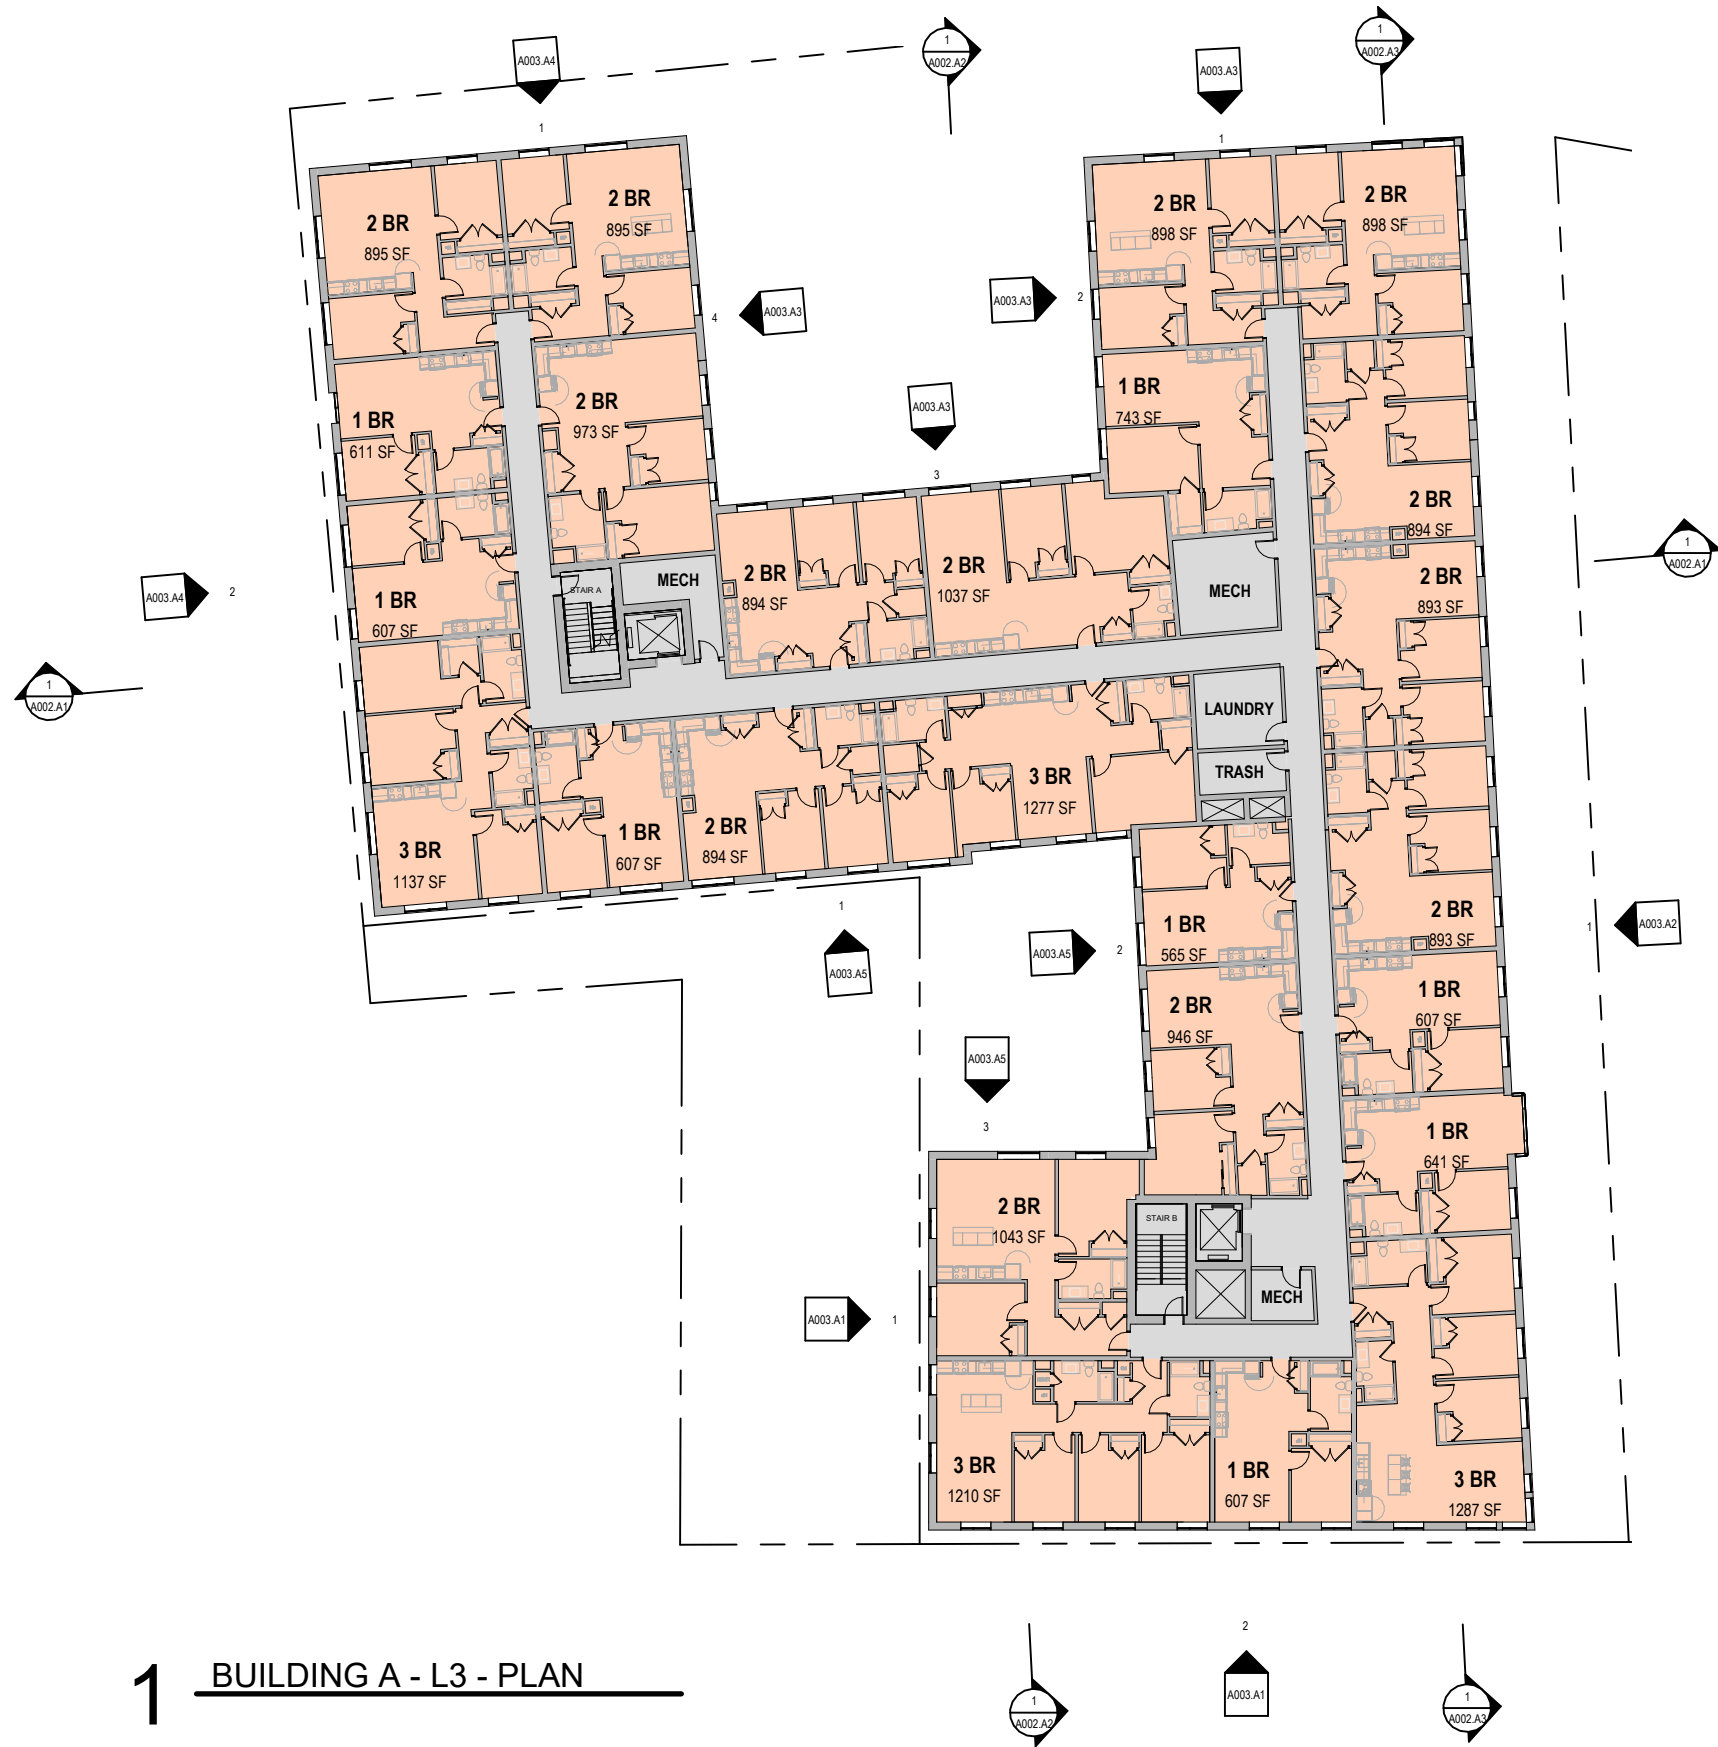 1
A002.A2
1
A002.A3
A003.A4
1
A003.A3
1
2 BR
895 SF
2 BR
895 SF
2 BR
898 SF
2 BR
898 SF
A003.A3
4
A003.A3
2
1 BR
611 SF
2 BR
973 SF
A003.A3
3
1 BR
743 SF
2 BR
894 SF
A003.A4
2
1 BR
607 SF
STAIR A
MECH
2 BR
894 SF
2 BR
1037 SF
MECH
2 BR
893 SF
1
A002.A1
1
A002.A1
LAUNDRY
TRASH
3 BR
1137 SF
1 BR
607 SF
2 BR
894 SF
3 BR
1277 SF
1
A003.A5
A003.A5
2
1 BR
565 SF
2 BR
893 SF
1
A003.A2
2 BR
946 SF
1 BR
607 SF
A003.A5
3
1 BR
641 SF
2 BR
1043 SF
STAIR B
MECH
A003.A1
1
3 BR
1210 SF
1 BR
607 SF
3 BR
1287 SF
1
BUILDING A - L3 - PLAN
1
A002.A2
2
A003.A1
1
A002.A3